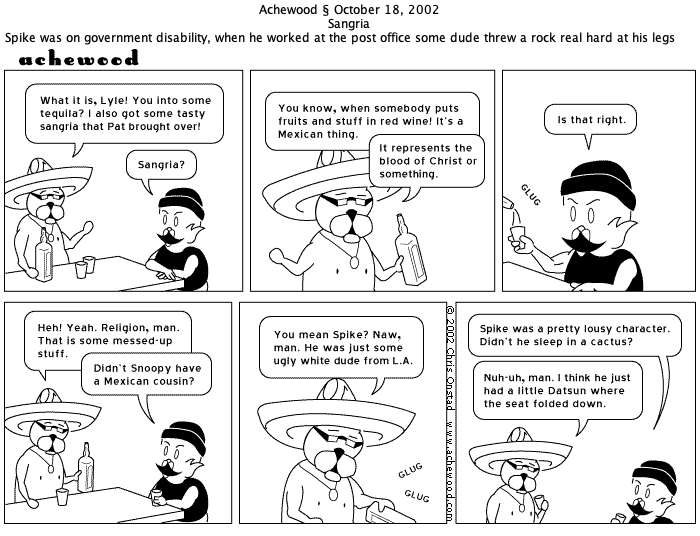 Achewood § October 18, 2002
Sangria
Spike was on government disability, when he worked at the post office some dude threw a rock real hard at his legs
achewood
What it is, Lyle! You into some
tequila? I also got some tasty
sangria that Pat brought over!
Sangria?
You know, when somebody puts
fruits and stuff in red wine! It's a
Mexican thing.
It represents the
blood of Christ or
something.
Is that right.
GLUG
Heh! Yeah. Religion, man.
That is some messed-up
stuff.
Didn't Snoopy have
a Mexican cousin?
You mean Spike? Naw,
man. He was just some
ugly white dude from L.A.
GLUG
GLUG
© 2002 Chris Onstad www.achewood.com
Spike was a pretty lousy character.
Didn't he sleep in a cactus?
Nuh-uh, man. I think he just
had a little Datsun where
the seat folded down.